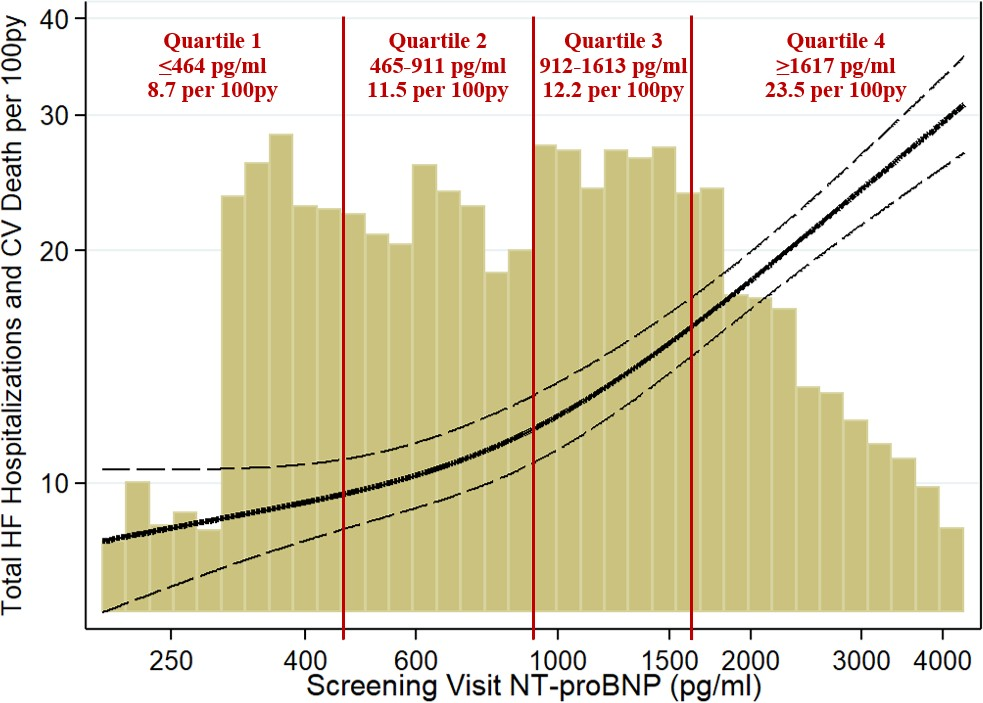 Total HF Hospitalizations and CV Death per 100py
40
30
20
10
Quartile 1
≤464 pg/ml
8.7 per 100py
Quartile 2
465-911 pg/ml
11.5 per 100py
Quartile 3
912-1613 pg/ml
12.2 per 100py
Quartile 4
≥1617 pg/ml
23.5 per 100py
250 400 600 1000 1500 2000 3000 4000
Screening Visit NT-proBNP (pg/ml)